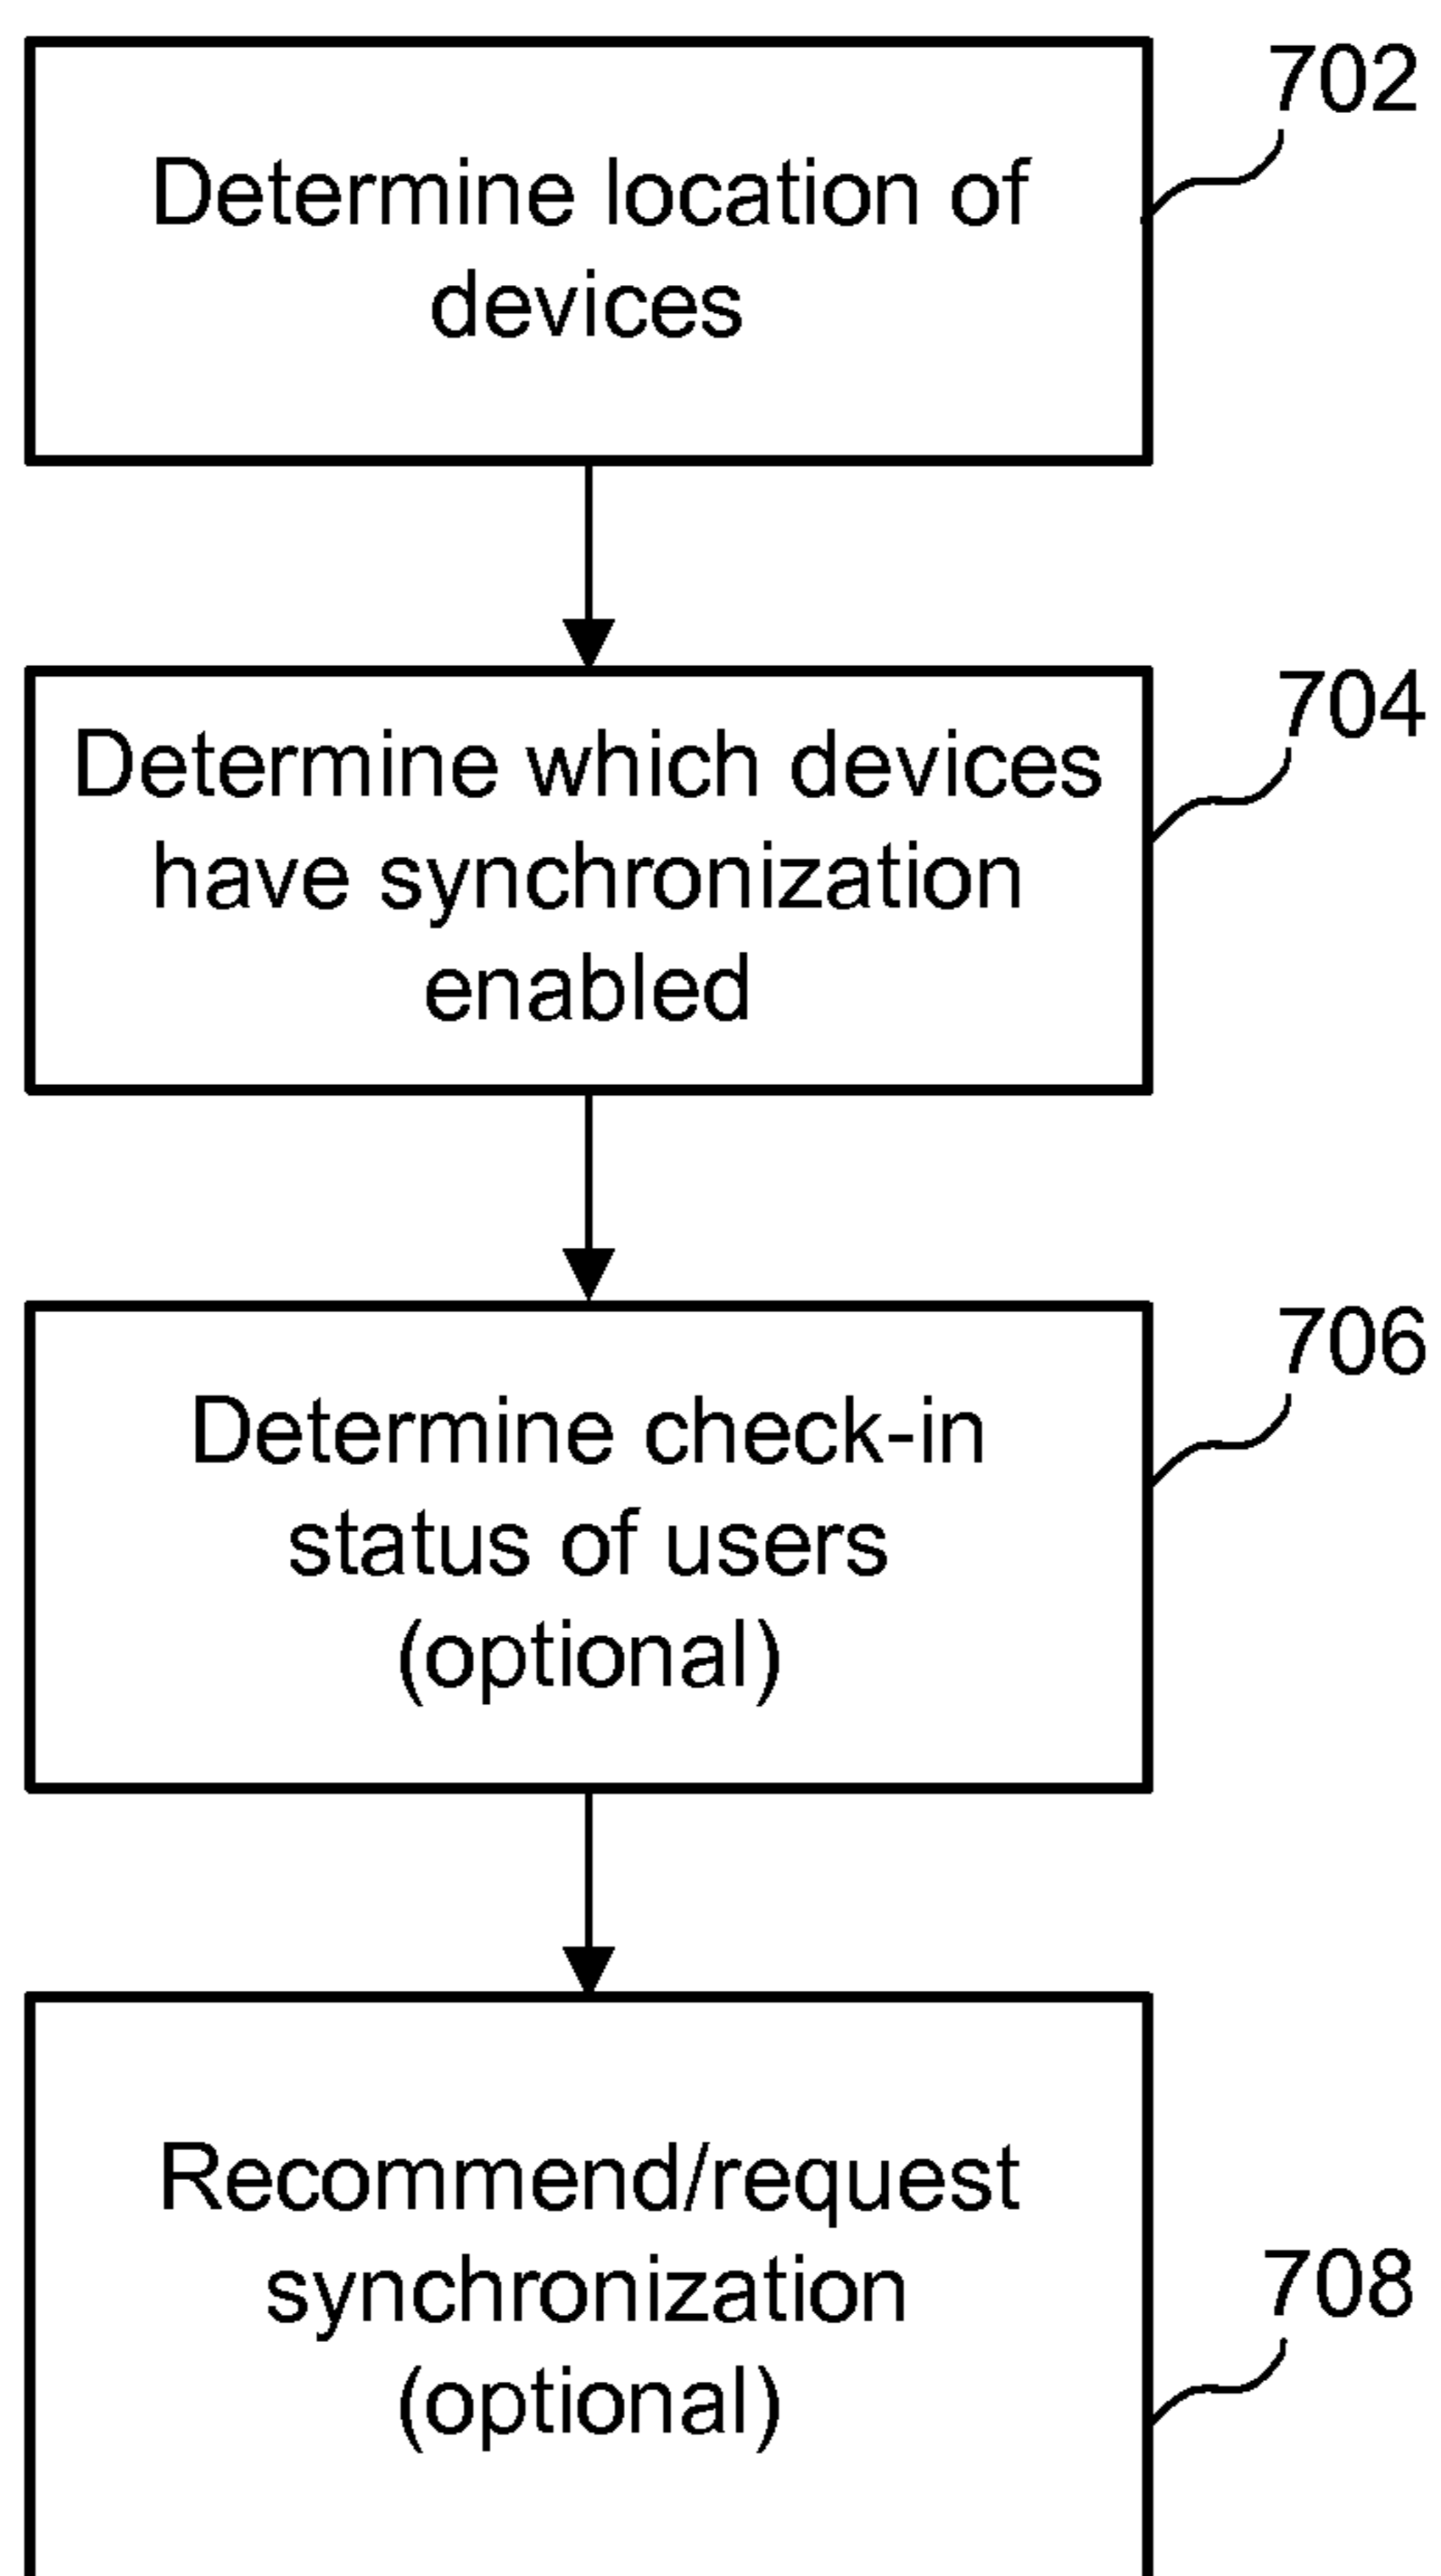 702
Determine location of
devices
704
Determine which devices
have synchronization
enabled
706
Determine check-in
status of users
(optional)
Recommend/request
synchronization
708
(optional)